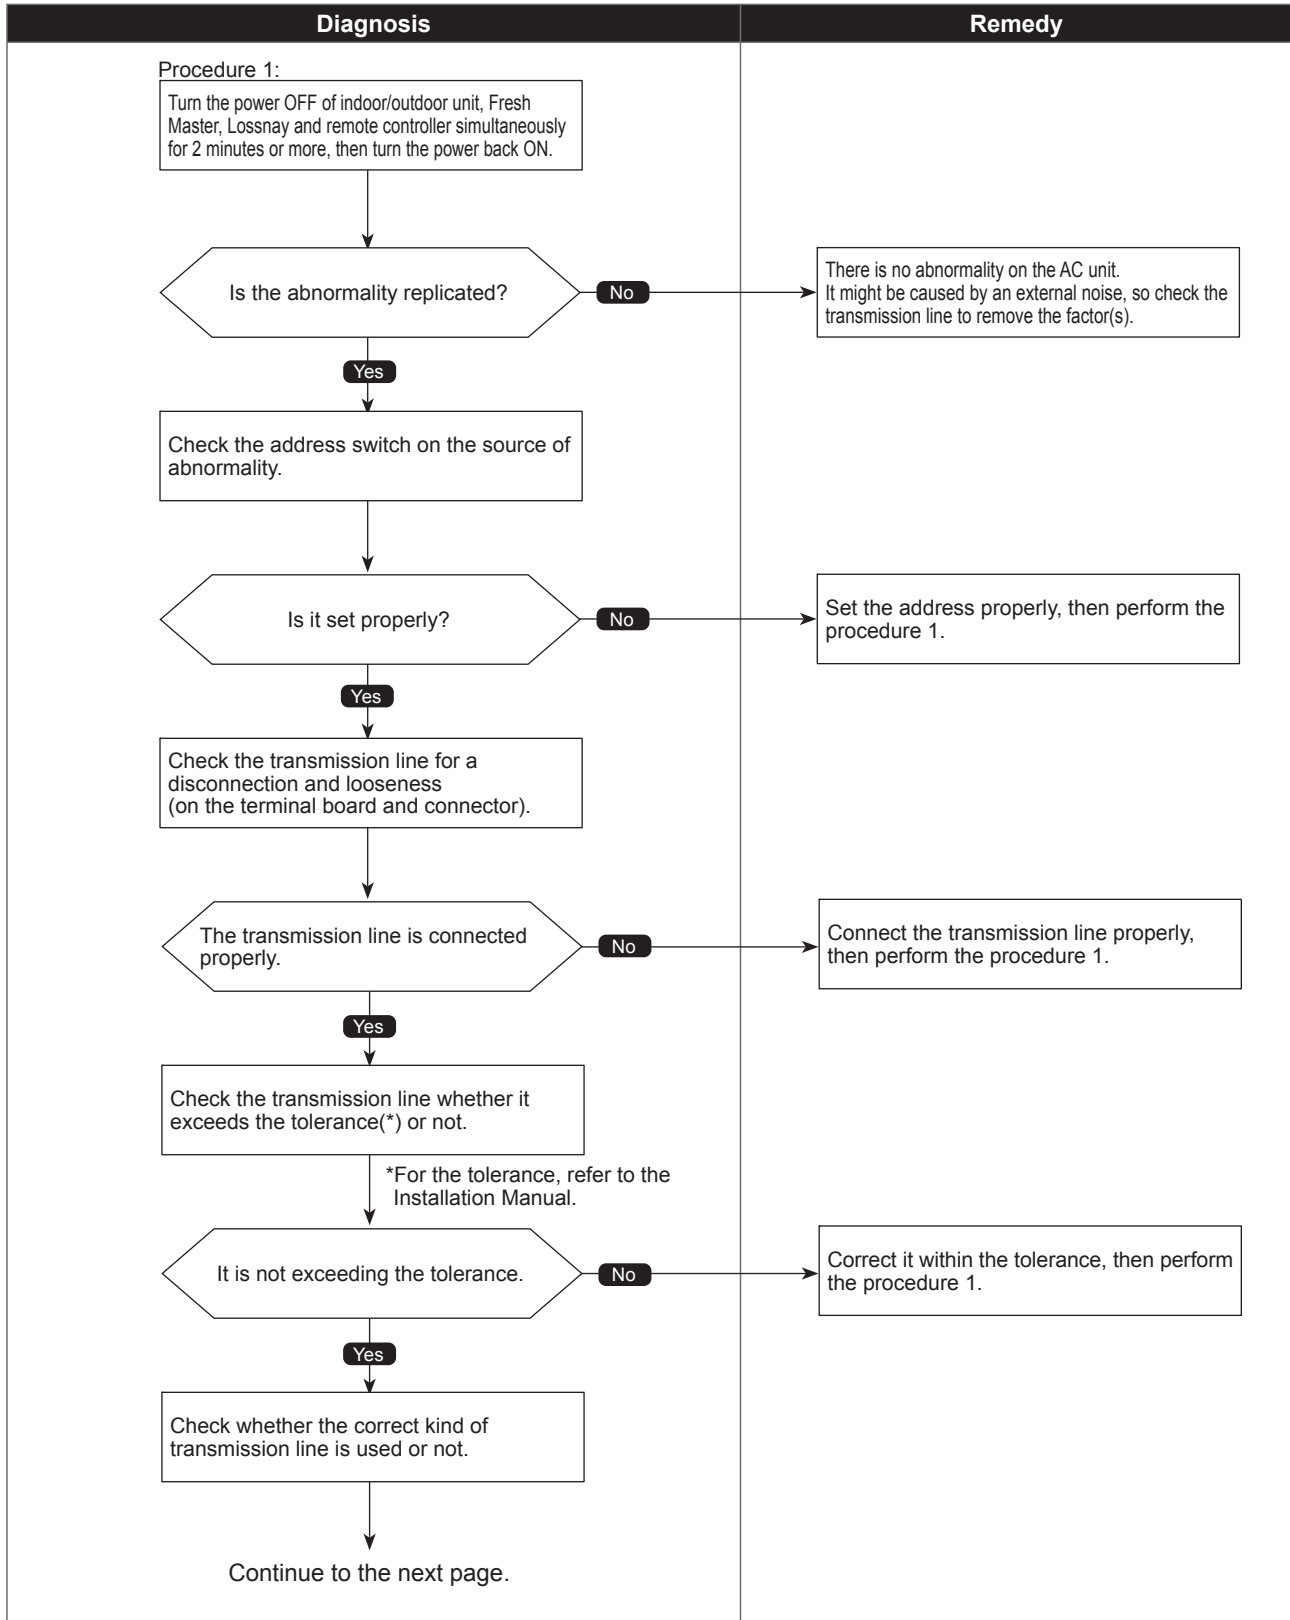 Diagnosis
Remedy
Procedure 1:
Turn the power OFF of indoor/outdoor unit, Fresh
Master, Lossnay and remote controller simultaneously
for 2 minutes or more, then turn the power back ON.
Is the abnormality replicated?
No
There is no abnormality on the AC unit.
It might be caused by an external noise, so check the
transmission line to remove the factor(s).
Yes
Check the address switch on the source of
abnormality.
Is it set properly?
No
Set the address properly, then perform the
procedure 1.
Yes
Check the transmission line for a
disconnection and looseness
(on the terminal board and connector).
The transmission line is connected
properly.
No
Connect the transmission line properly,
then perform the procedure 1.
Yes
Check the transmission line whether it
exceeds the tolerance(*) or not.
*For the tolerance, refer to the
Installation Manual.
It is not exceeding the tolerance.
No
Correct it within the tolerance, then perform
the procedure 1.
Yes
Check whether the correct kind of
transmission line is used or not.
Continue to the next page.